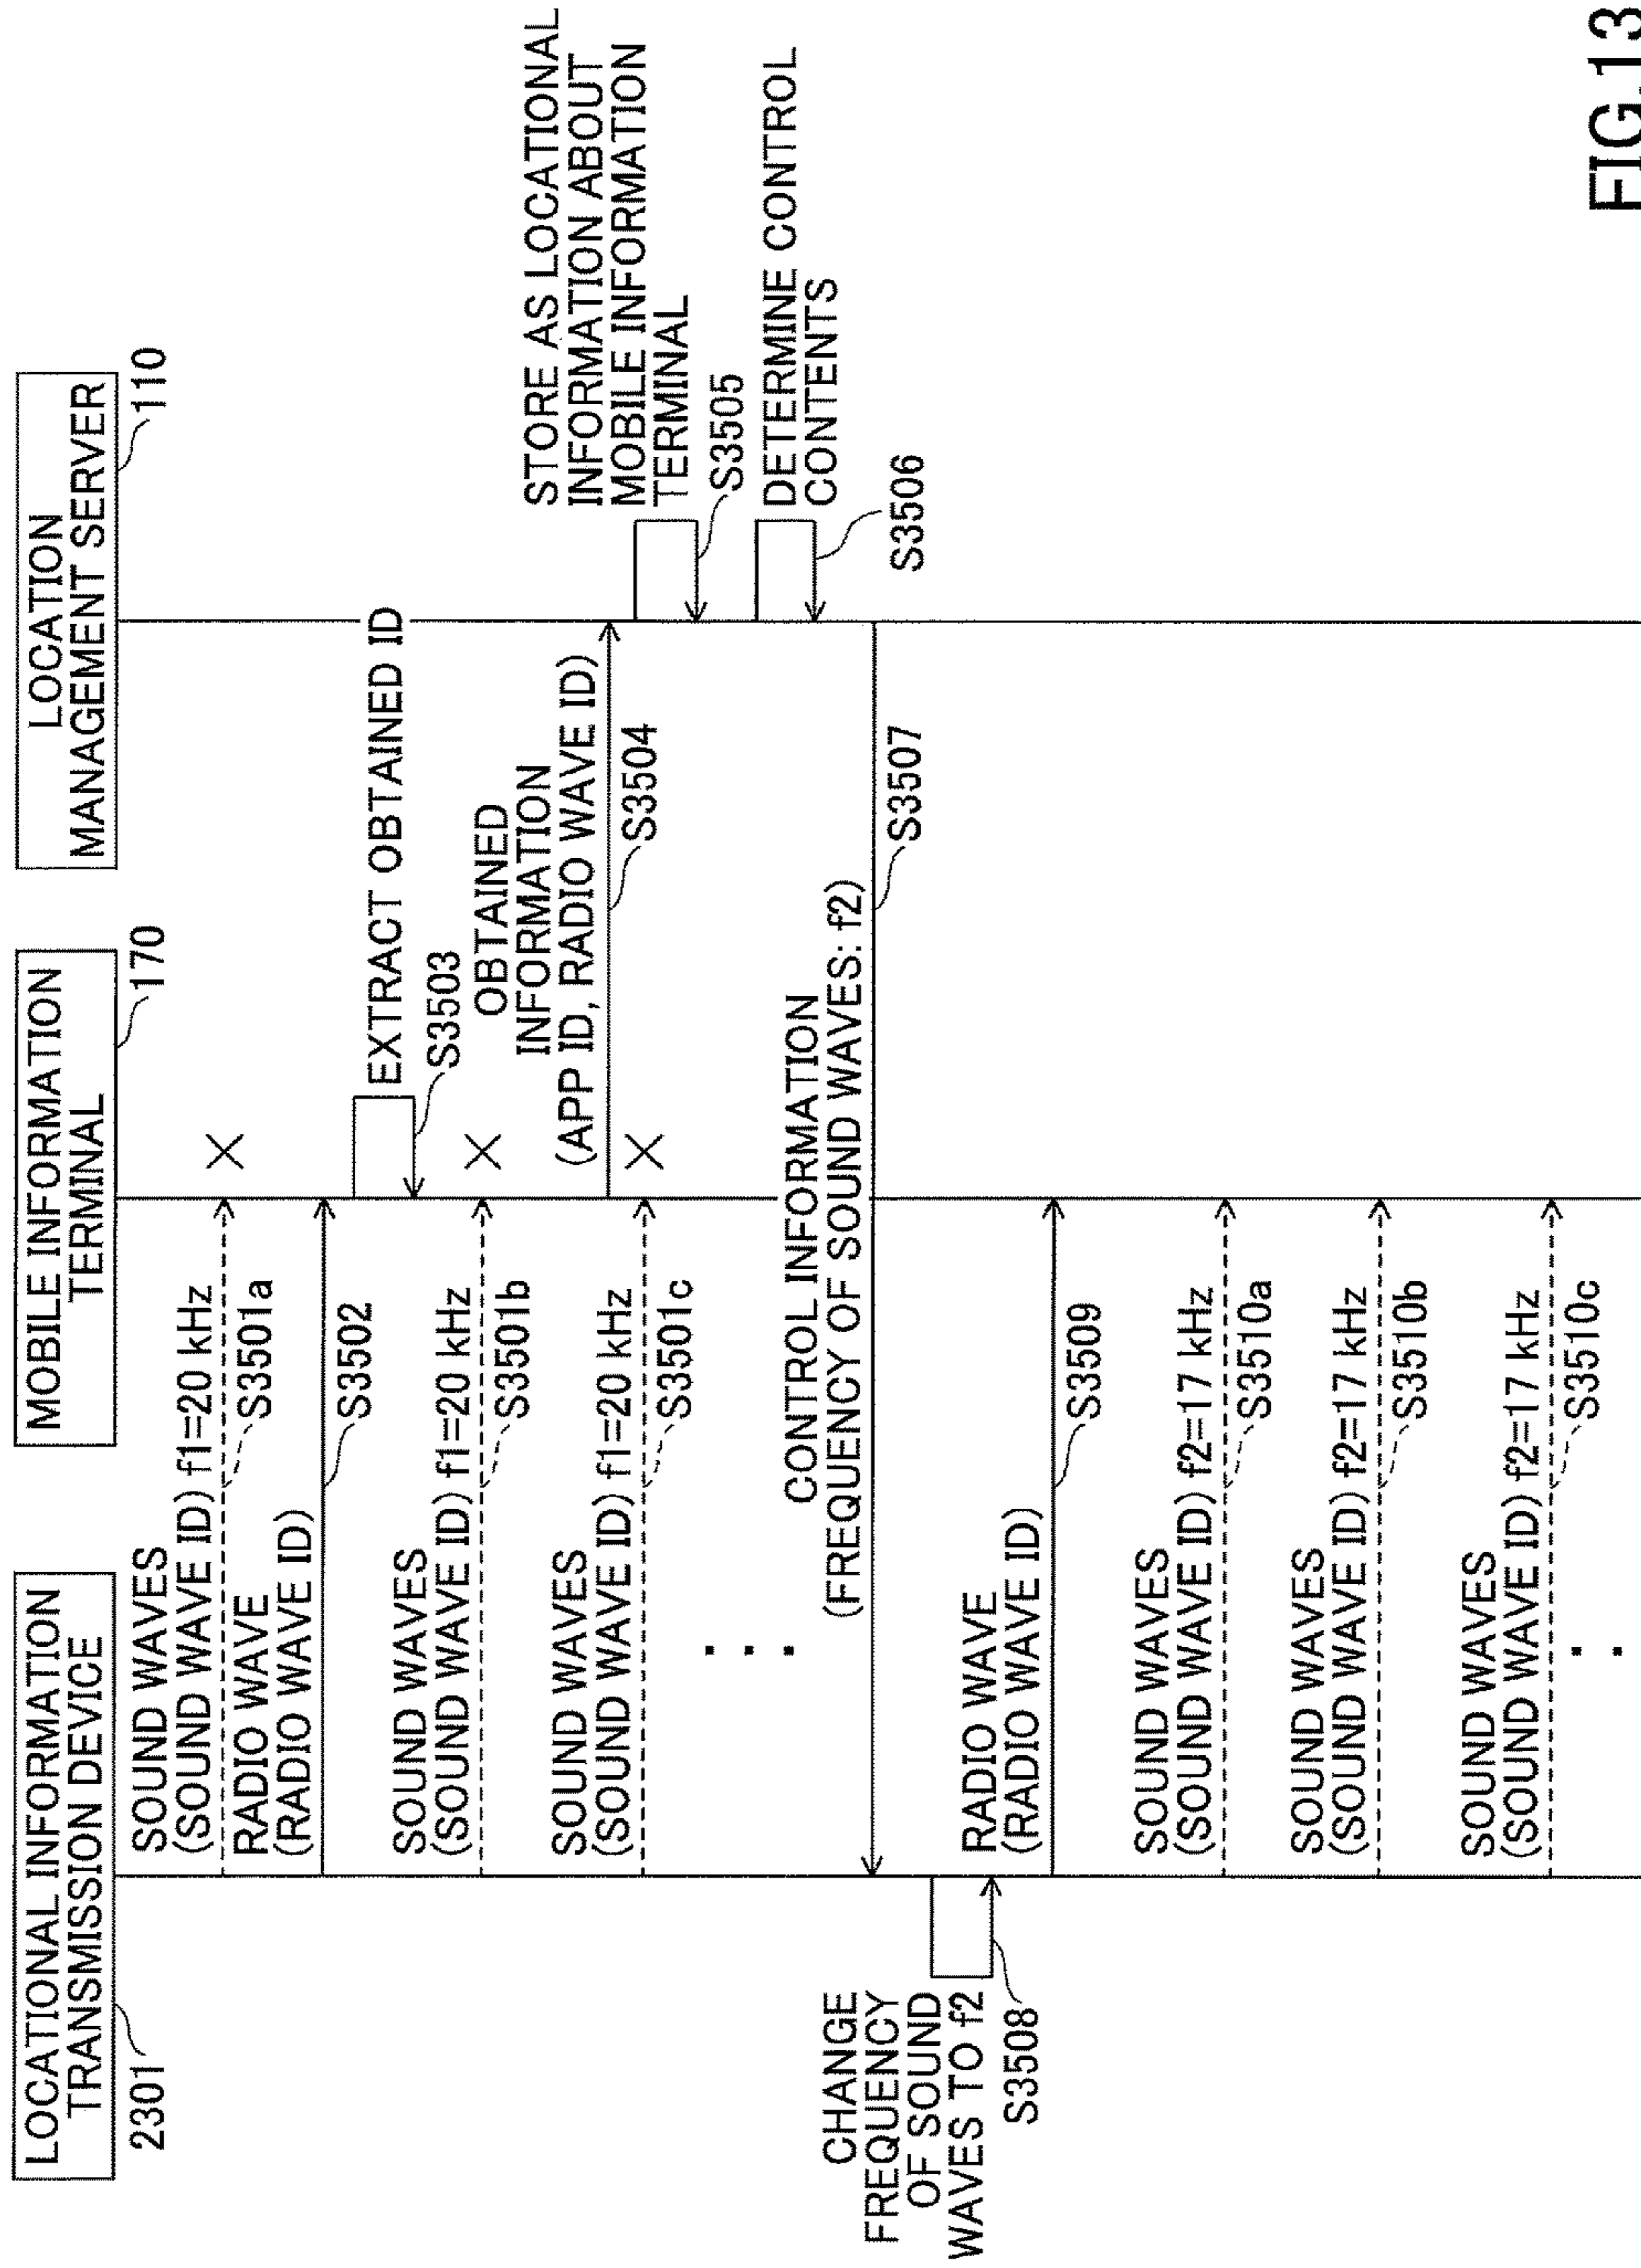 LOCATIONAL INFORMATION
TRANSMISSION DEVICE
2301
MOBILE INFORMATION
TERMINAL
170
LOCATION
MANAGEMENT SERVER
110
SOUND WAVES
(SOUND WAVE ID) f1=20 kHz
S3501a
×
RADIO WAVE
(RADIO WAVE ID)
S3502
EXTRACT OBTAINED ID
S3503
SOUND WAVES
(SOUND WAVE ID) f1=20 kHz
S3501b
×
OBTAINED
INFORMATION
(APP ID, RADIO WAVE ID)
S3504
SOUND WAVES
(SOUND WAVE ID) f1=20 kHz
S3501c
×
STORE AS LOCATIONAL
INFORMATION ABOUT
MOBILE INFORMATION
TERMINAL
S3505
DETERMINE CONTROL
CONTENTS
S3506
CONTROL INFORMATION
(FREQUENCY OF SOUND WAVES: f2)
S3507
CHANGE
FREQUENCY
OF SOUND
WAVES TO f2
S3508
RADIO WAVE
(RADIO WAVE ID)
S3509
SOUND WAVES
(SOUND WAVE ID) f2=17 kHz
S3510a
SOUND WAVES
(SOUND WAVE ID) f2=17 kHz
S3510b
SOUND WAVES
(SOUND WAVE ID) f2=17 kHz
S3510c
FIG.13